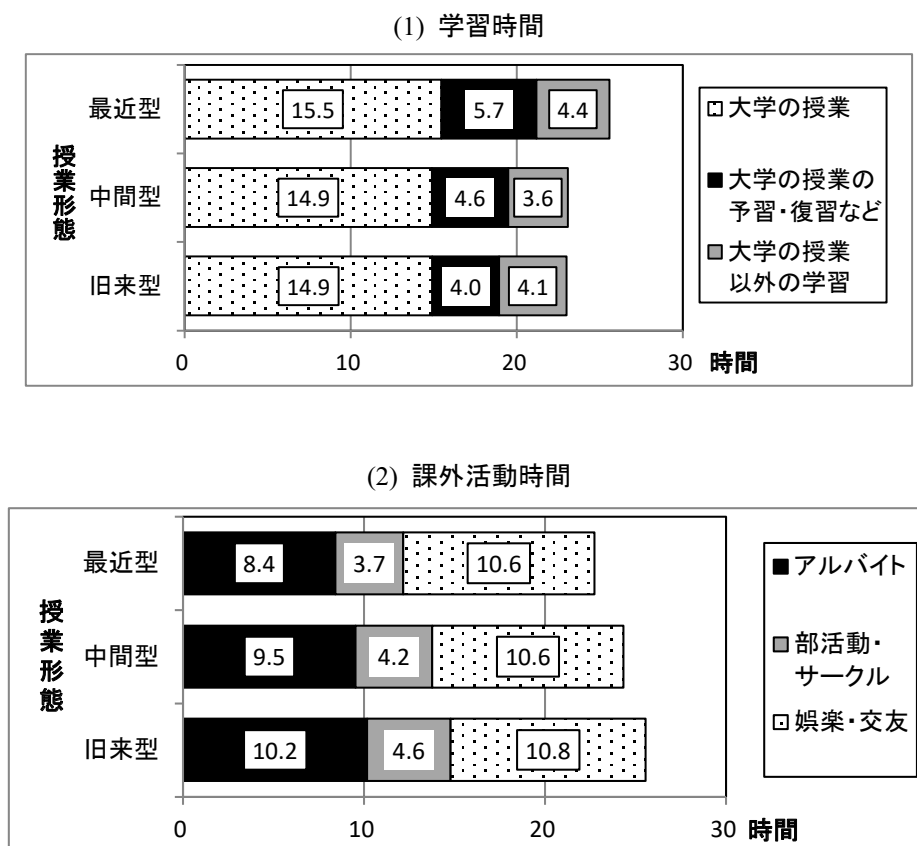 (1) 学習時間
最近型
15.5
5.7
4.4
中間型
14.9
4.6
3.6
旧来型
14.9
4.0
4.1
授業形態
0
10
20
30
時間
大学の授業
大学の授業の
予習・復習など
大学の授業
以外の学習
(2) 課外活動時間
最近型
8.4
3.7
10.6
中間型
9.5
4.2
10.6
旧来型
10.2
4.6
10.8
授業形態
0
10
20
30
時間
アルバイト
部活動・
サークル
娯楽・交友